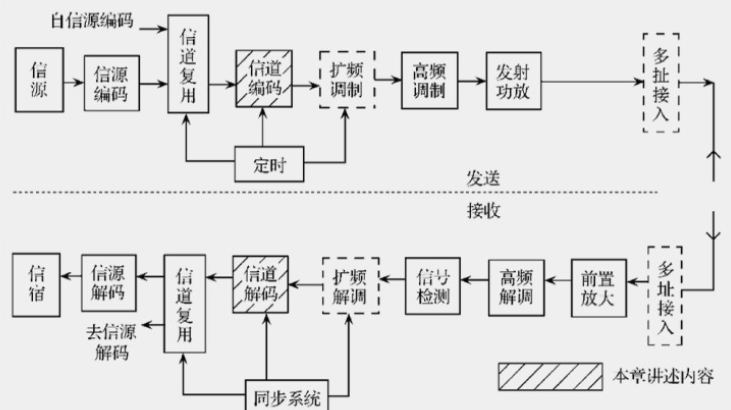 自信源编码
信源
信源
编码
信道复用
信道
编码
扩频
调制
高频
调制
发射
功放
多扯接入
定时
发送
接收
信宿
信源
解码
去信源
解码
信道复用
信道
解码
扩频
解调
信号
检测
高频
解调
前置
放大
多址接入
同步系统
本章讲述内容